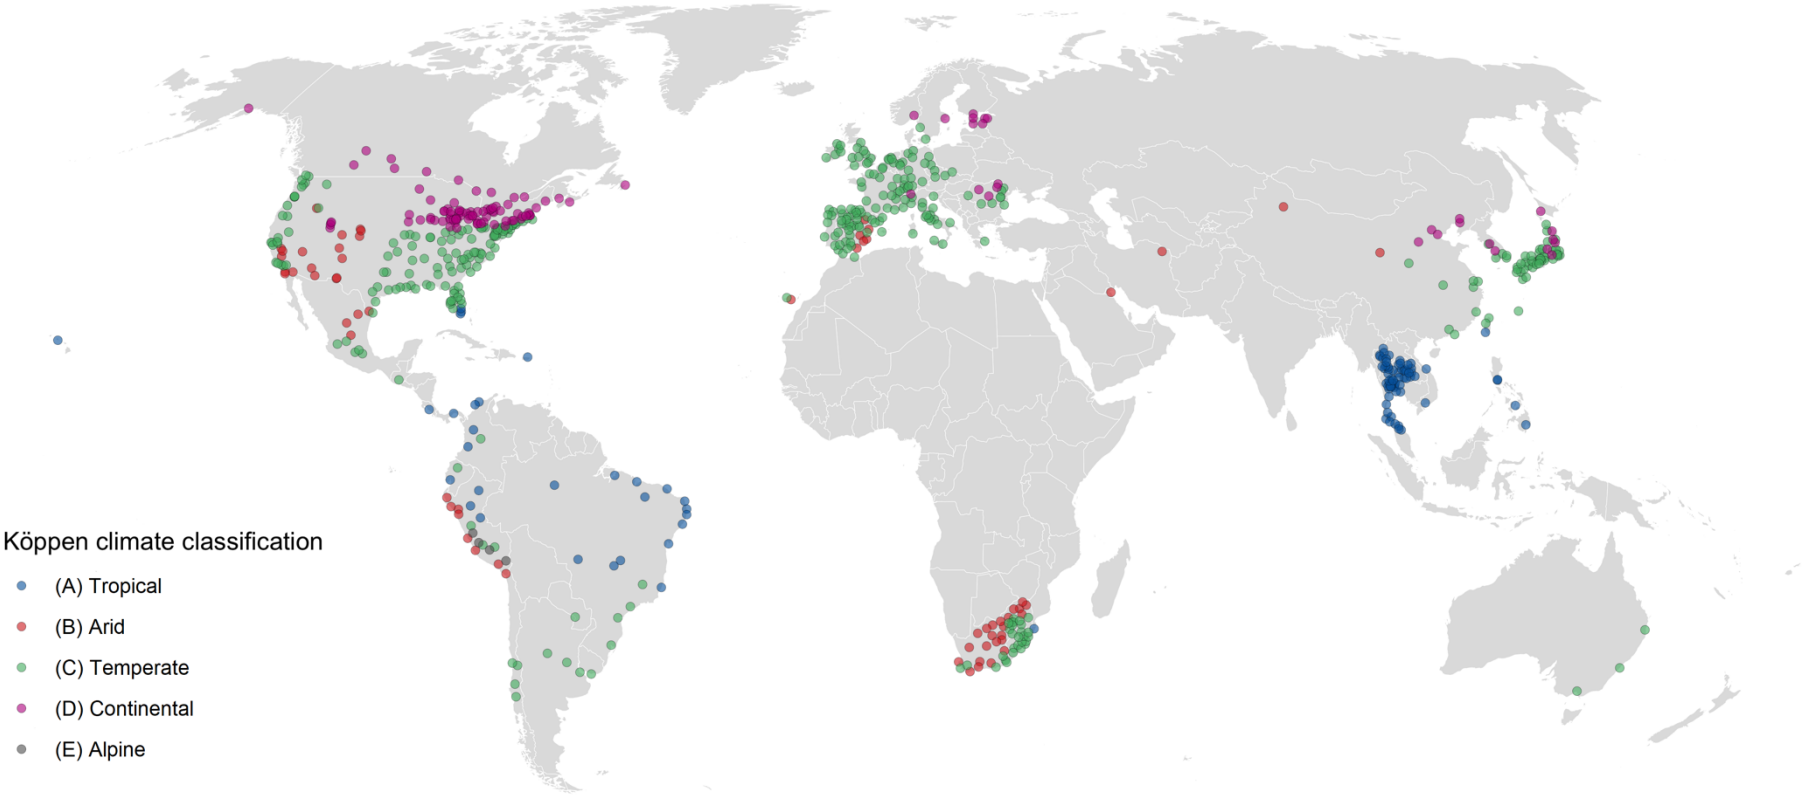 Köppen climate classification
(A) Tropical
(B) Arid
(C) Temperate
(D) Continental
(E) Alpine